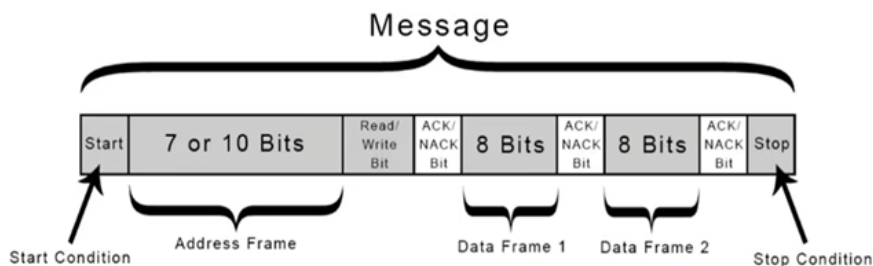 Message
Start
7 or 10 Bits
Read/
Write
Bit
ACK/
NACK
Bit
8 Bits
ACK/
NACK
Bit
8 Bits
ACK/
NACK
Bit
Stop
Start Condition
Address Frame
Data Frame 1
Data Frame 2
Stop Condition